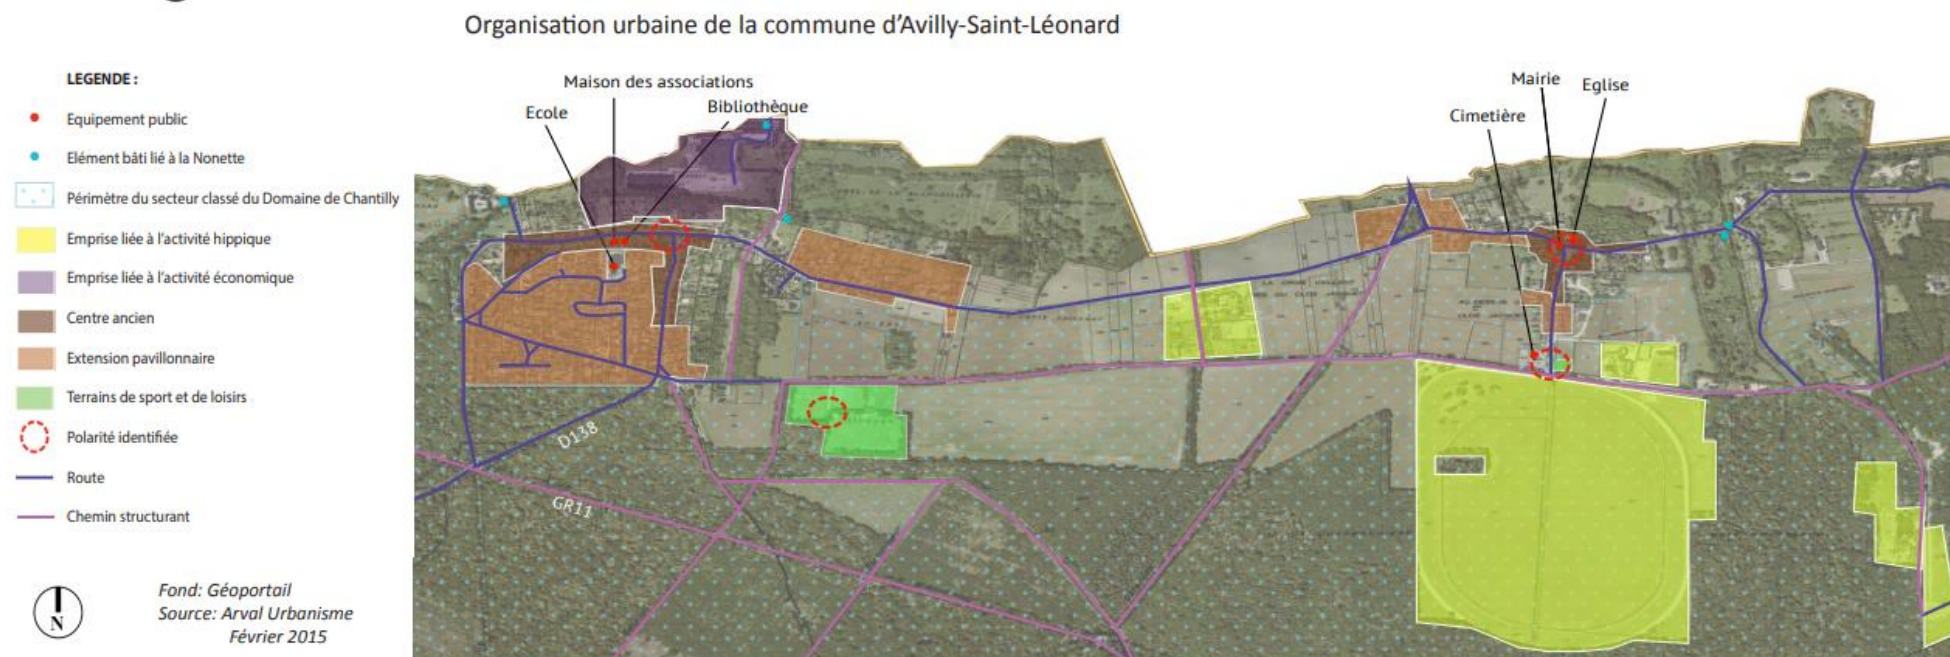 Organisation urbaine de la commune d'Avilly-Saint-Léonard
LEGENDE :
Equipement public
Elément bâti lié à la Nonette
Périmètre du secteur classé du Domaine de Chantilly
Emprise liée à l'activité hippique
Emprise liée à l'activité économique
Centre ancien
Extension pavillonnaire
Terrains de sport et de loisirs
Polarité identifiée
Route
Chemin structurant
N
Fond: Géoportail
Source: Arval Urbanisme
Février 2015
Maison des associations
Ecole
Bibliothèque
Mairie
Eglise
Cimetière
D138
GR11